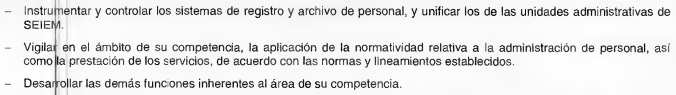 – Instrumentar y controlar los sistemas de registro y archivo de personal, y unificar los de las unidades administrativas de
SEIEM.
– Vigilar en el ámbito de su competencia, la aplicación de la normatividad relativa a la administración de personal, así
como la prestación de los servicios, de acuerdo con las normas y lineamientos establecidos.
– Desarrollar las demás funciones inherentes al área de su competencia.